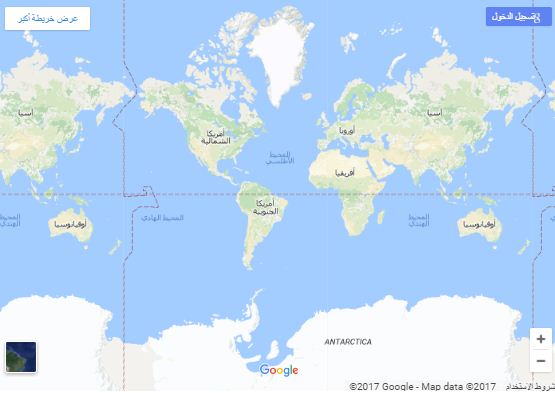 عرض خريطة أكبر
تسجيل الدخول
آسيا
أمريكا
الشمالية
أوروبا
آسيا
المحيط
الأطلسي
أفريقيا
المحيط
الهندي
أوقيانوسيا
المحيط الهادي
أمريكا
الجنوبية
المحيط
الهندي
أوقيانوسيا
ANTARCTICA
Google
©2017 Google - Map data ©2017
شروط الاستخدام